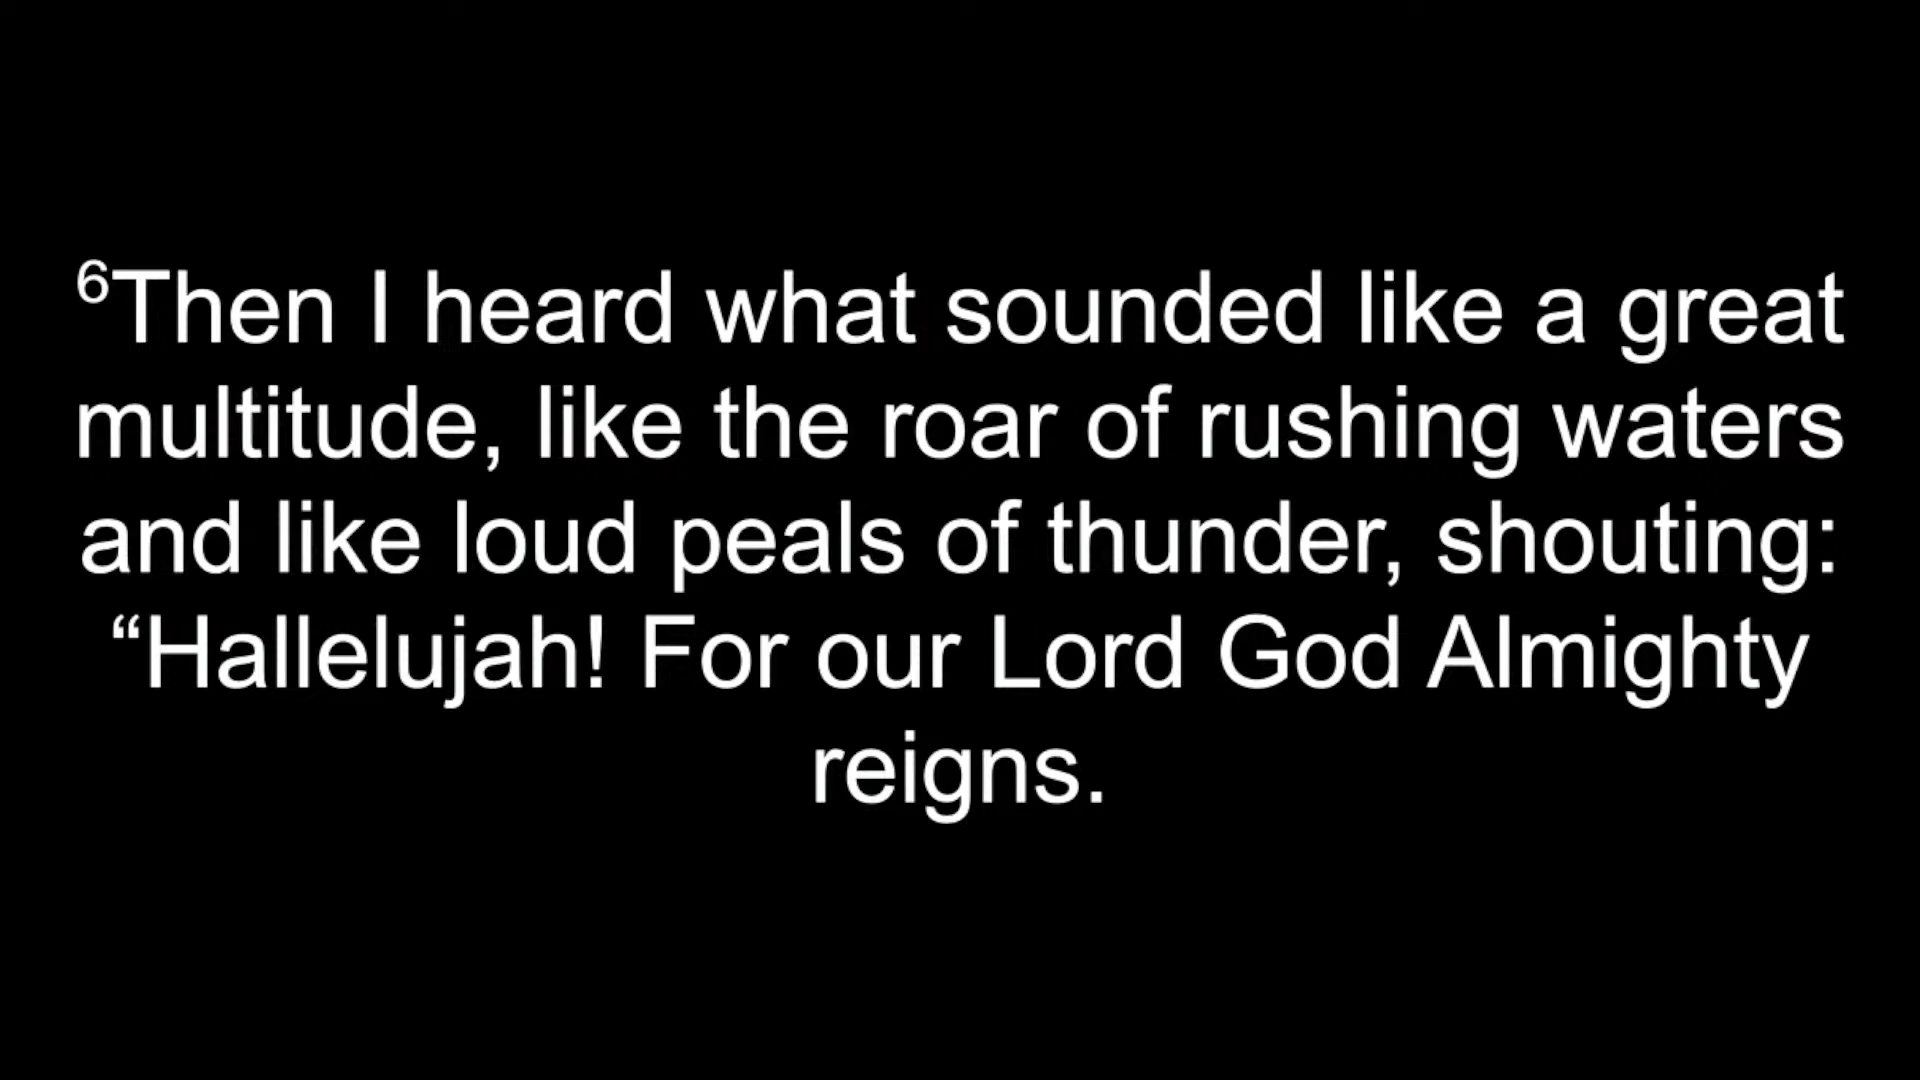 ⁶Then I heard what sounded like a great
multitude, like the roar of rushing waters
and like loud peals of thunder, shouting:
“Hallelujah! For our Lord God Almighty
reigns.